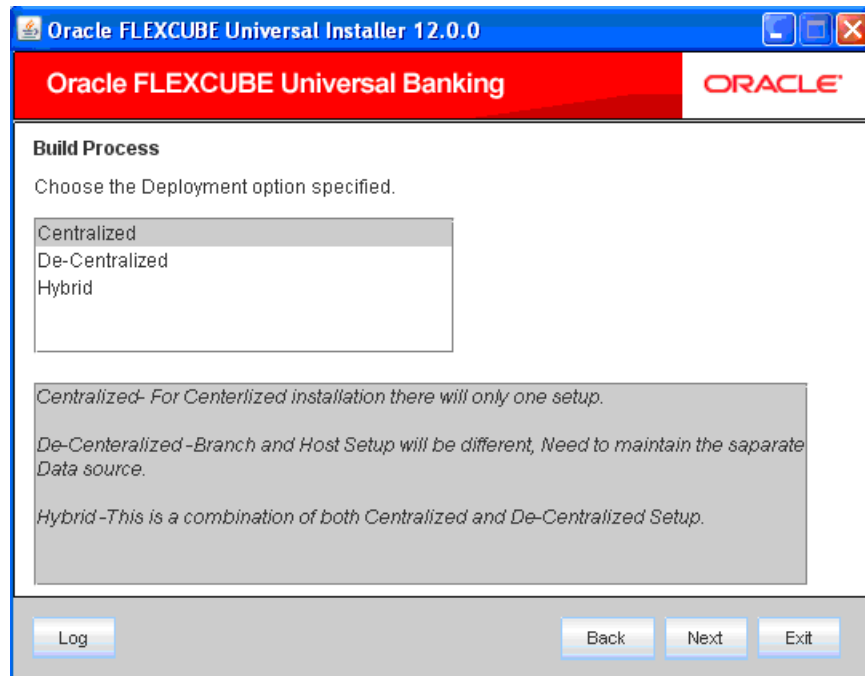 Oracle FLEXCUBE Universal Installer 12.0.0
Oracle FLEXCUBE Universal Banking
ORACLE
Build Process
Choose the Deployment option specified.
Centralized
De-Centralized
Hybrid
Centralized- For Centerlized installation there will only one setup.
De-Centeralized -Branch and Host Setup will be different, Need to maintain the saparate
Data source.
Hybrid -This is a combination of both Centralized and De-Centralized Setup.
Log
Back
Next
Exit